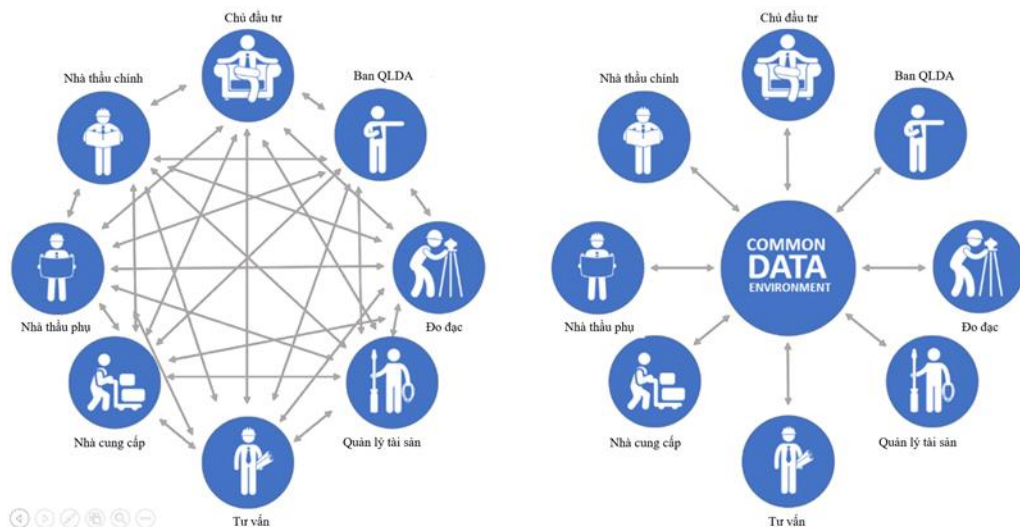 Chủ đầu tư
Nhà thầu chính
Ban QLDA
Nhà thầu phụ
Đo đạc
Nhà cung cấp
Quản lý tài sản
Tư vấn
Chủ đầu tư
Nhà thầu chính
Ban QLDA
COMMON
DATA
ENVIRONMENT
Nhà thầu phụ
Đo đạc
Nhà cung cấp
Quản lý tài sản
Tư vấn